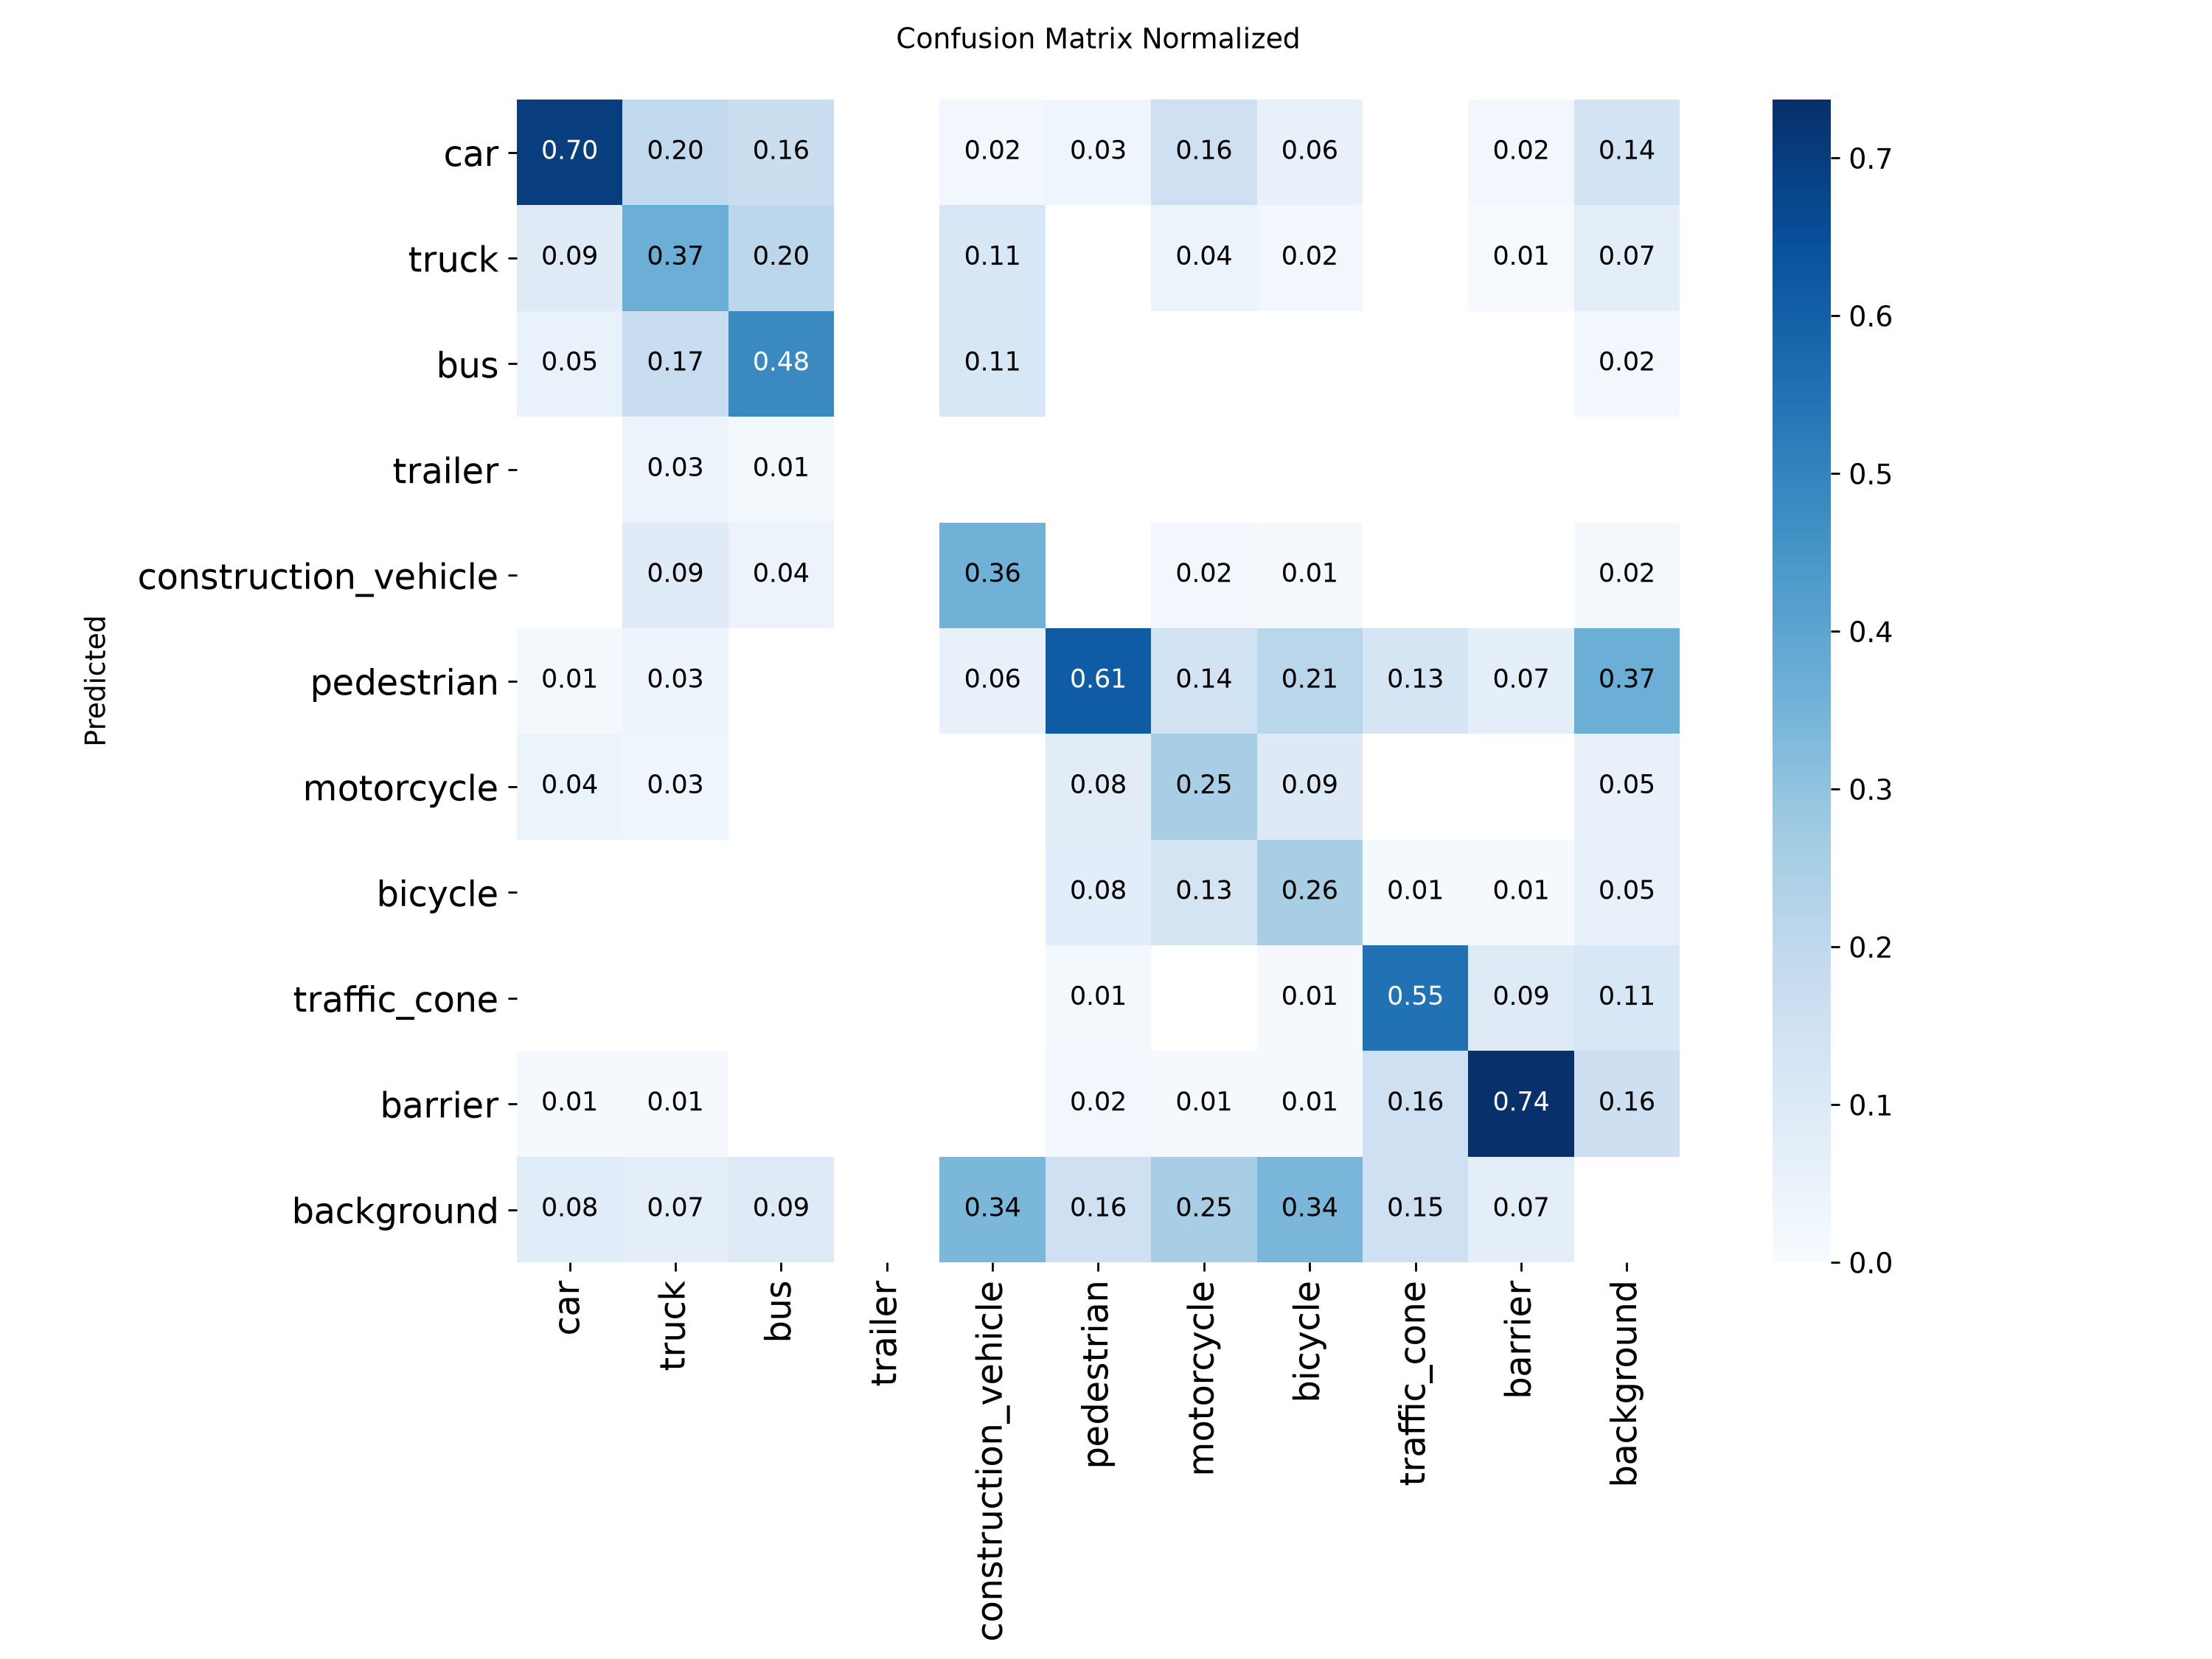 Confusion Matrix Normalized
car 0.70 0.20 0.16 0.02 0.03 0.16 0.06 0.02 0.14
truck 0.09 0.37 0.20 0.11 0.04 0.02 0.01 0.07
bus 0.05 0.17 0.48 0.11 0.02
trailer 0.03 0.01
construction_vehicle 0.09 0.04 0.36 0.02 0.01 0.02
pedestrian 0.01 0.03 0.06 0.61 0.14 0.21 0.13 0.07 0.37
motorcycle 0.04 0.03 0.08 0.25 0.09 0.05
bicycle 0.08 0.13 0.26 0.01 0.01 0.05
traffic_cone 0.01 0.01 0.55 0.09 0.11
barrier 0.01 0.01 0.02 0.01 0.01 0.16 0.74 0.16
background 0.08 0.07 0.09 0.34 0.16 0.25 0.34 0.15 0.07
Predicted
car
truck
bus
trailer
construction_vehicle
pedestrian
motorcycle
bicycle
traffic_cone
barrier
background
0.7
0.6
0.5
0.4
0.3
0.2
0.1
0.0